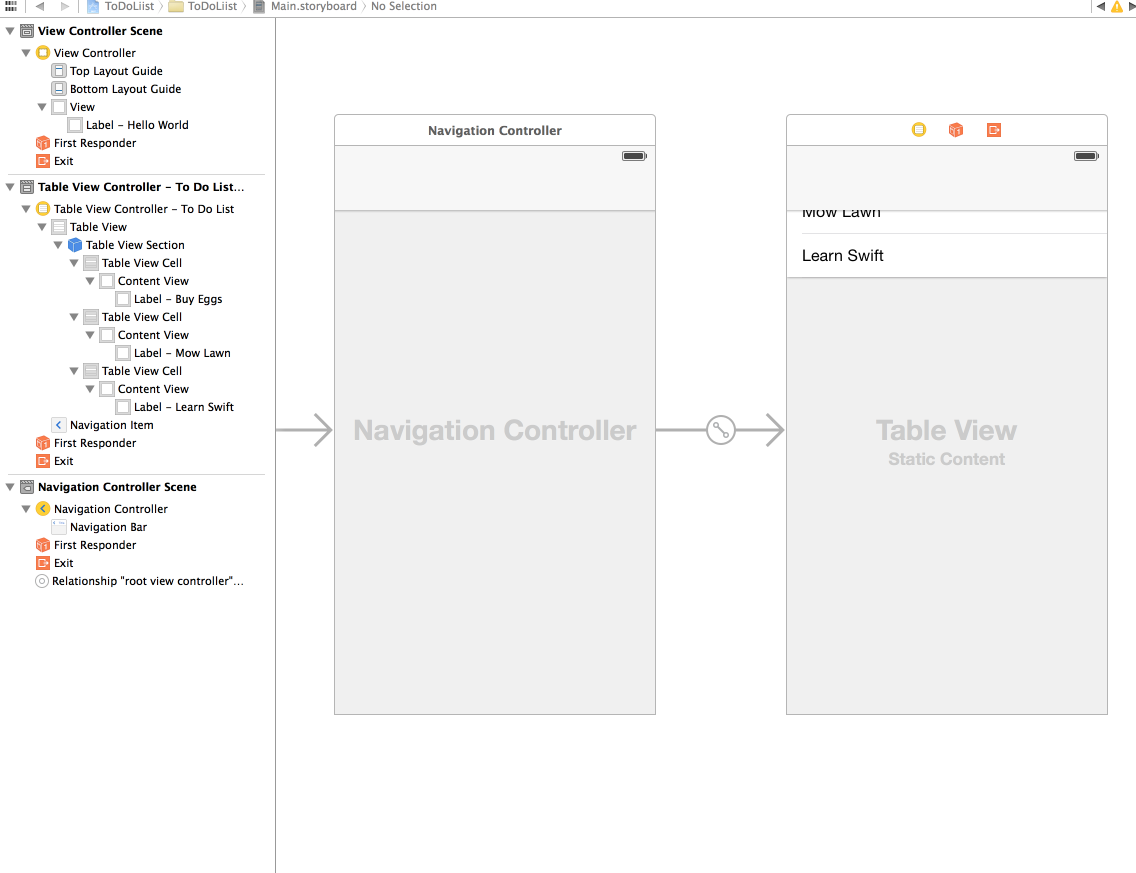 ToDoLiist 〉 ToDoLiist 〉 Main.storyboard 〉 No Selection
View Controller Scene
View Controller
Top Layout Guide
Bottom Layout Guide
View
Label – Hello World
First Responder
Exit
Table View Controller – To Do List...
Table View Controller – To Do List
Table View
Table View Section
Table View Cell
Content View
Label – Buy Eggs
Table View Cell
Content View
Label – Mow Lawn
Table View Cell
Content View
Label – Learn Swift
Navigation Item
First Responder
Exit
Navigation Controller Scene
Navigation Controller
Navigation Bar
First Responder
Exit
Relationship "root view controller"...
Navigation Controller
Navigation Controller
Mow Lawn
Learn Swift
Table View
Static Content